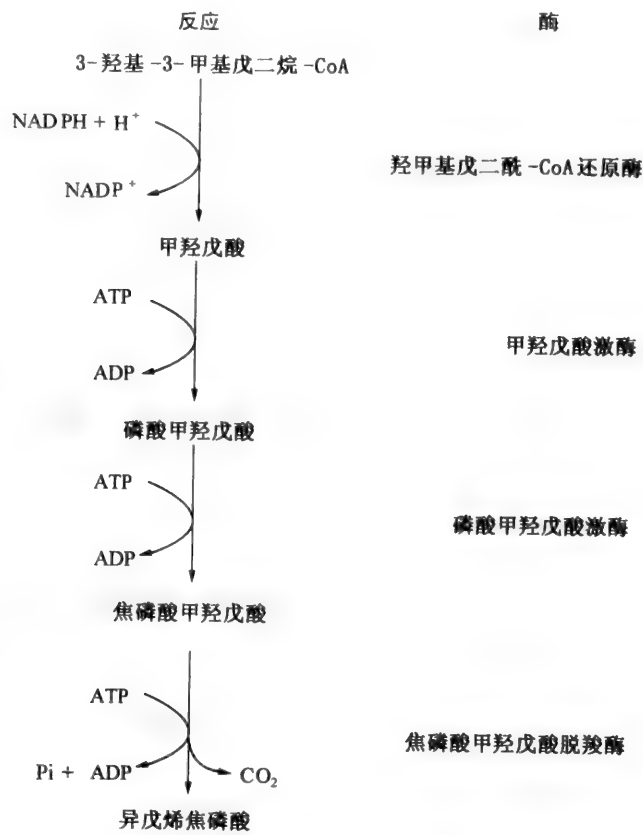 反应 酶
3-羟基-3-甲基戊二烷-CoA
NADPH + H⁺
羟甲基戊二酰-CoA还原酶
NADP⁺
甲羟戊酸
ATP
甲羟戊酸激酶
ADP
磷酸甲羟戊酸
ATP
磷酸甲羟戊酸激酶
ADP
焦磷酸甲羟戊酸
ATP
焦磷酸甲羟戊酸脱羧酶
Pi + ADP CO₂
异戊烯焦磷酸